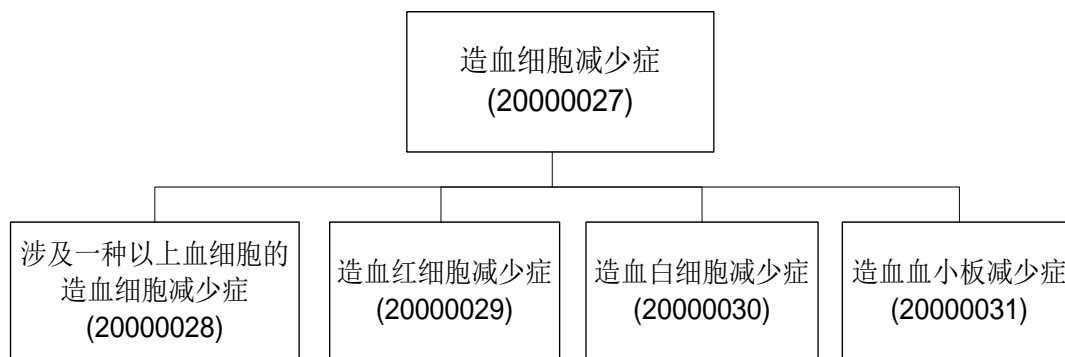 造血细胞减少症
(20000027)
涉及一种以上血细胞的
造血细胞减少症
(20000028)
造血红细胞减少症
(20000029)
造血白细胞减少症
(20000030)
造血血小板减少症
(20000031)